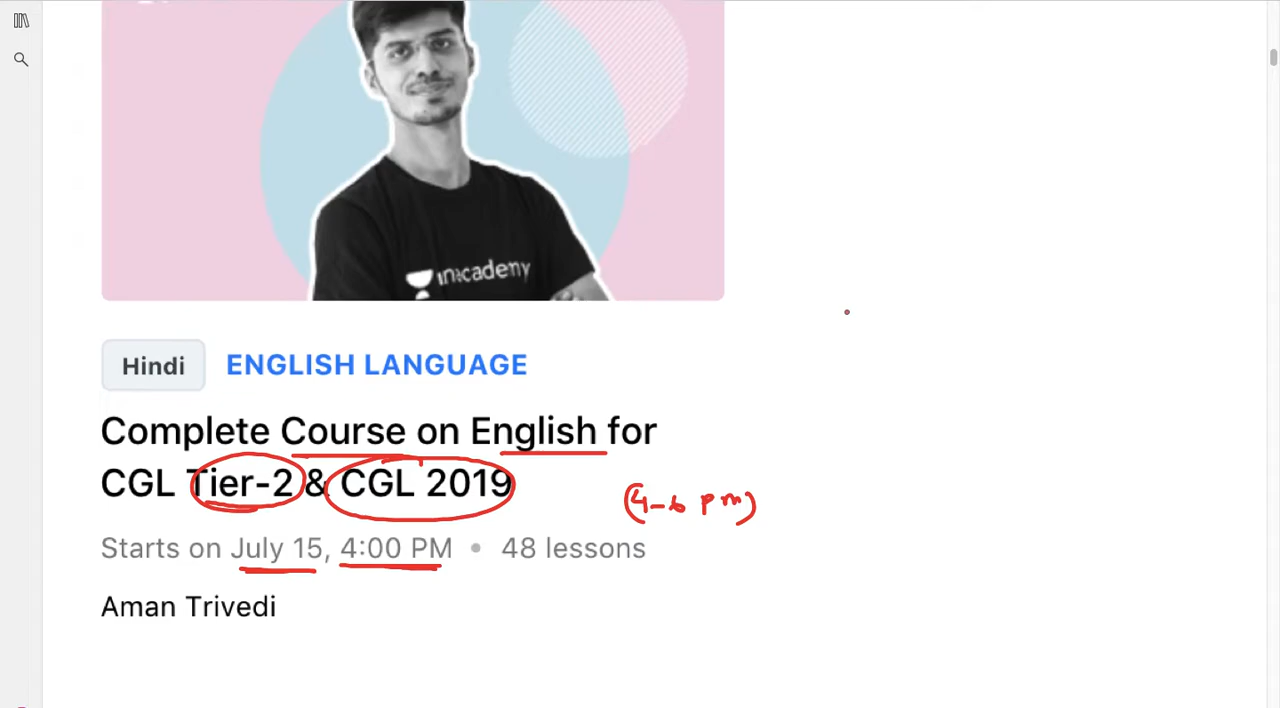 unacademy
Hindi ENGLISH LANGUAGE
Complete Course on English for
CGL Tier-2 & CGL 2019
(4-6 pm)
Starts on July 15, 4:00 PM • 48 lessons
Aman Trivedi